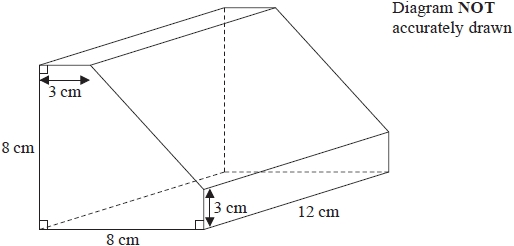 Diagram NOT
accurately drawn
3 cm
8 cm
3 cm
12 cm
8 cm